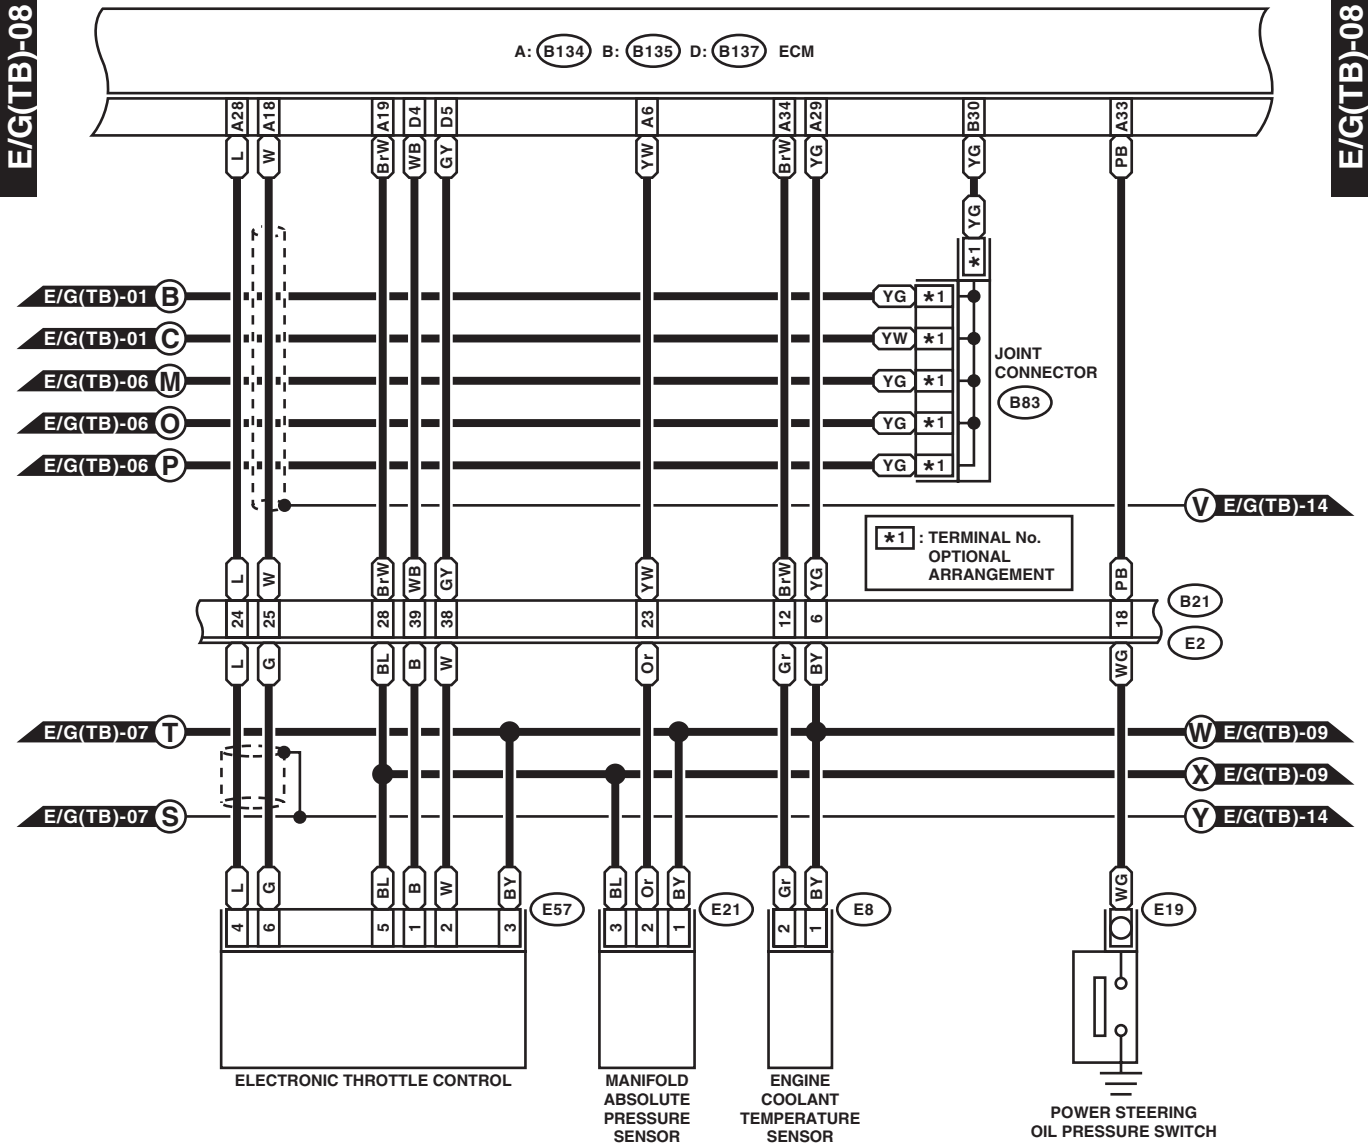 E/G(TB)-08
E/G(TB)-08
A: B134 B: B135 D: B137 ECM
A28 A18 A19 D4 D5 A6 A34 A29 B30 A33
L W BrW WB GY YW BrW YG YG PB
YG
*1
E/G(TB)-01 B YG *1
E/G(TB)-01 C YW *1
JOINT
CONNECTOR
B83
E/G(TB)-06 M YG *1
E/G(TB)-06 O YG *1
E/G(TB)-06 P YG *1
V E/G(TB)-14
*1 : TERMINAL No.
OPTIONAL
ARRANGEMENT
L W BrW WB GY YW BrW YG PB
24 25 28 39 38 23 12 6 18
B21
E2
L G BL B W Or Gr BY WG
E/G(TB)-07 T W E/G(TB)-09
X E/G(TB)-09
E/G(TB)-07 S Y E/G(TB)-14
L G BL B W BY BL Or BY Gr BY WG
4 6 5 1 2 3 E57 3 2 1 E21 2 1 E8 E19
ELECTRONIC THROTTLE CONTROL
MANIFOLD
ABSOLUTE
PRESSURE
SENSOR
ENGINE
COOLANT
TEMPERATURE
SENSOR
POWER STEERING
OIL PRESSURE SWITCH